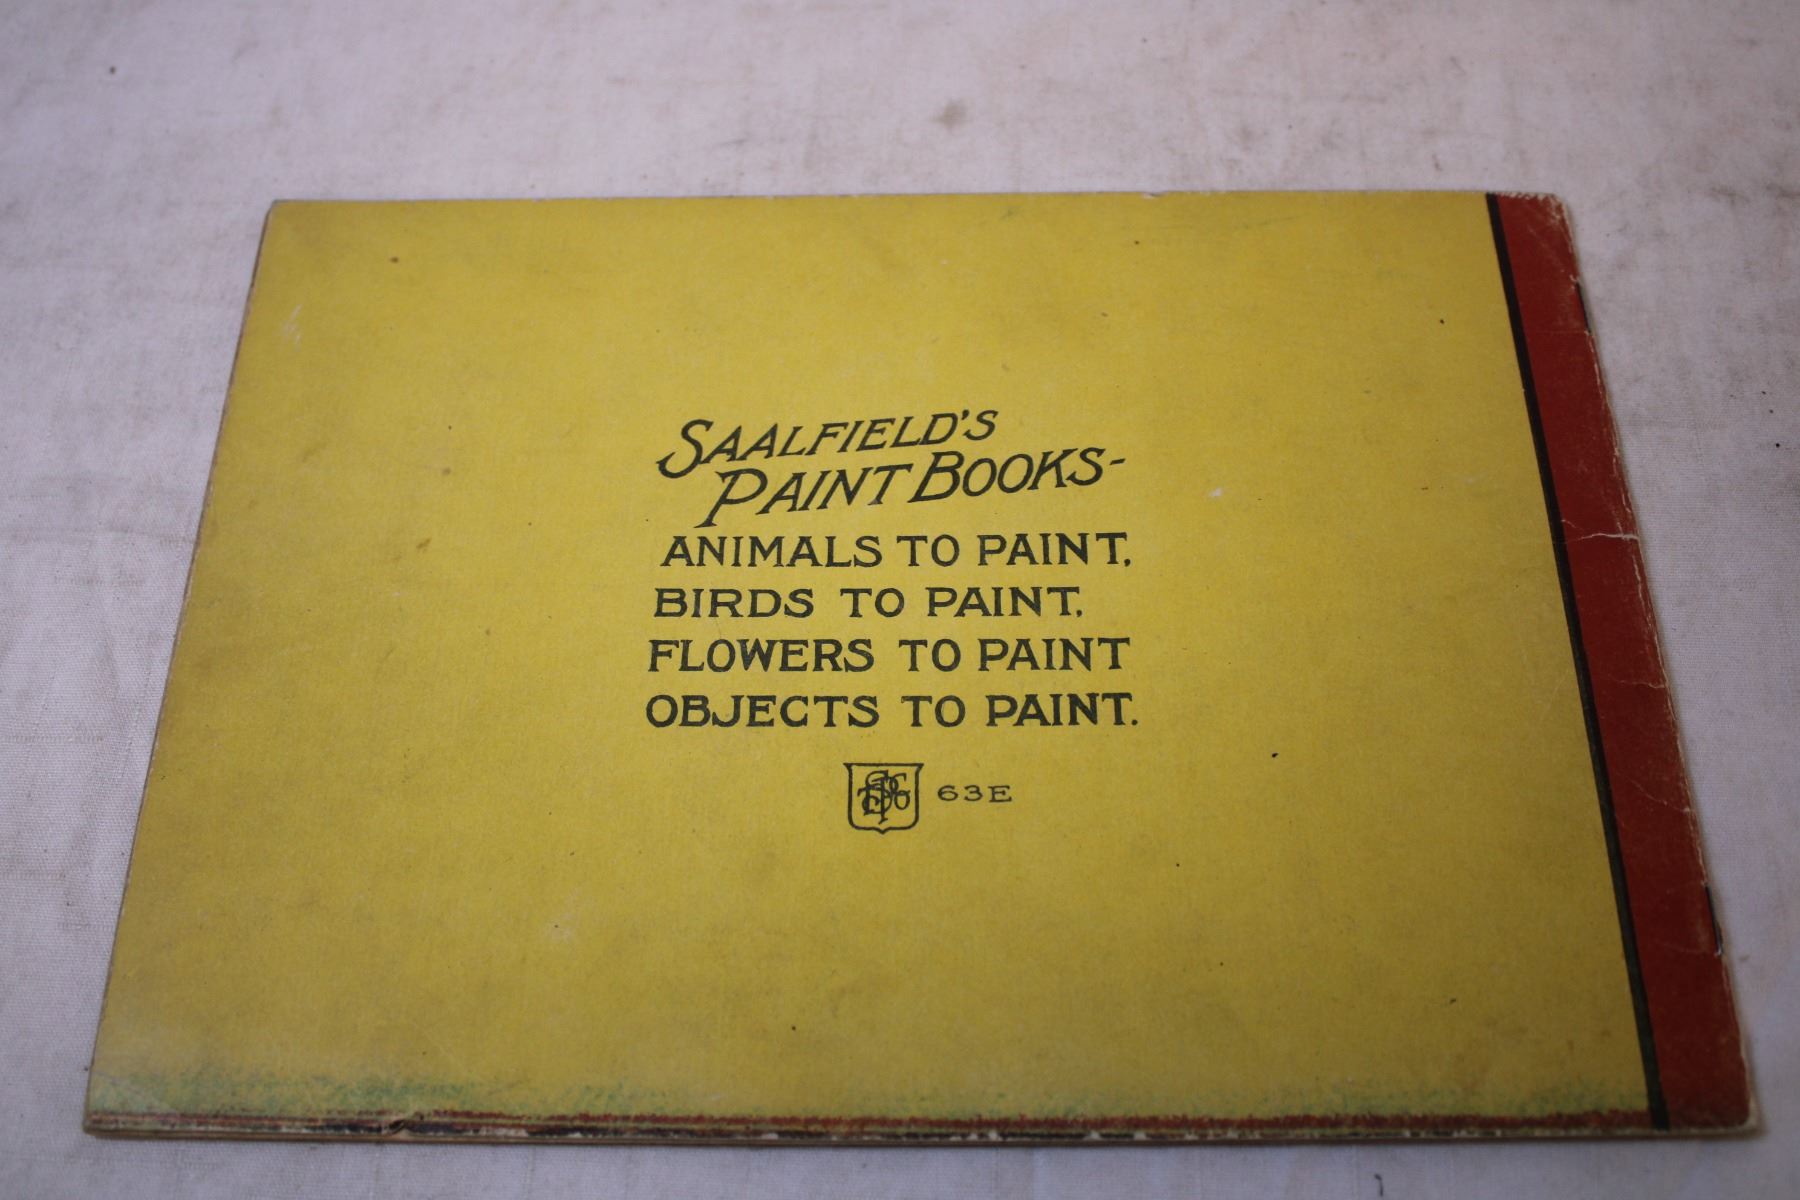 SAALFIELD'S
PAINT BOOKS-
ANIMALS TO PAINT.
BIRDS TO PAINT.
FLOWERS TO PAINT
OBJECTS TO PAINT.
63E